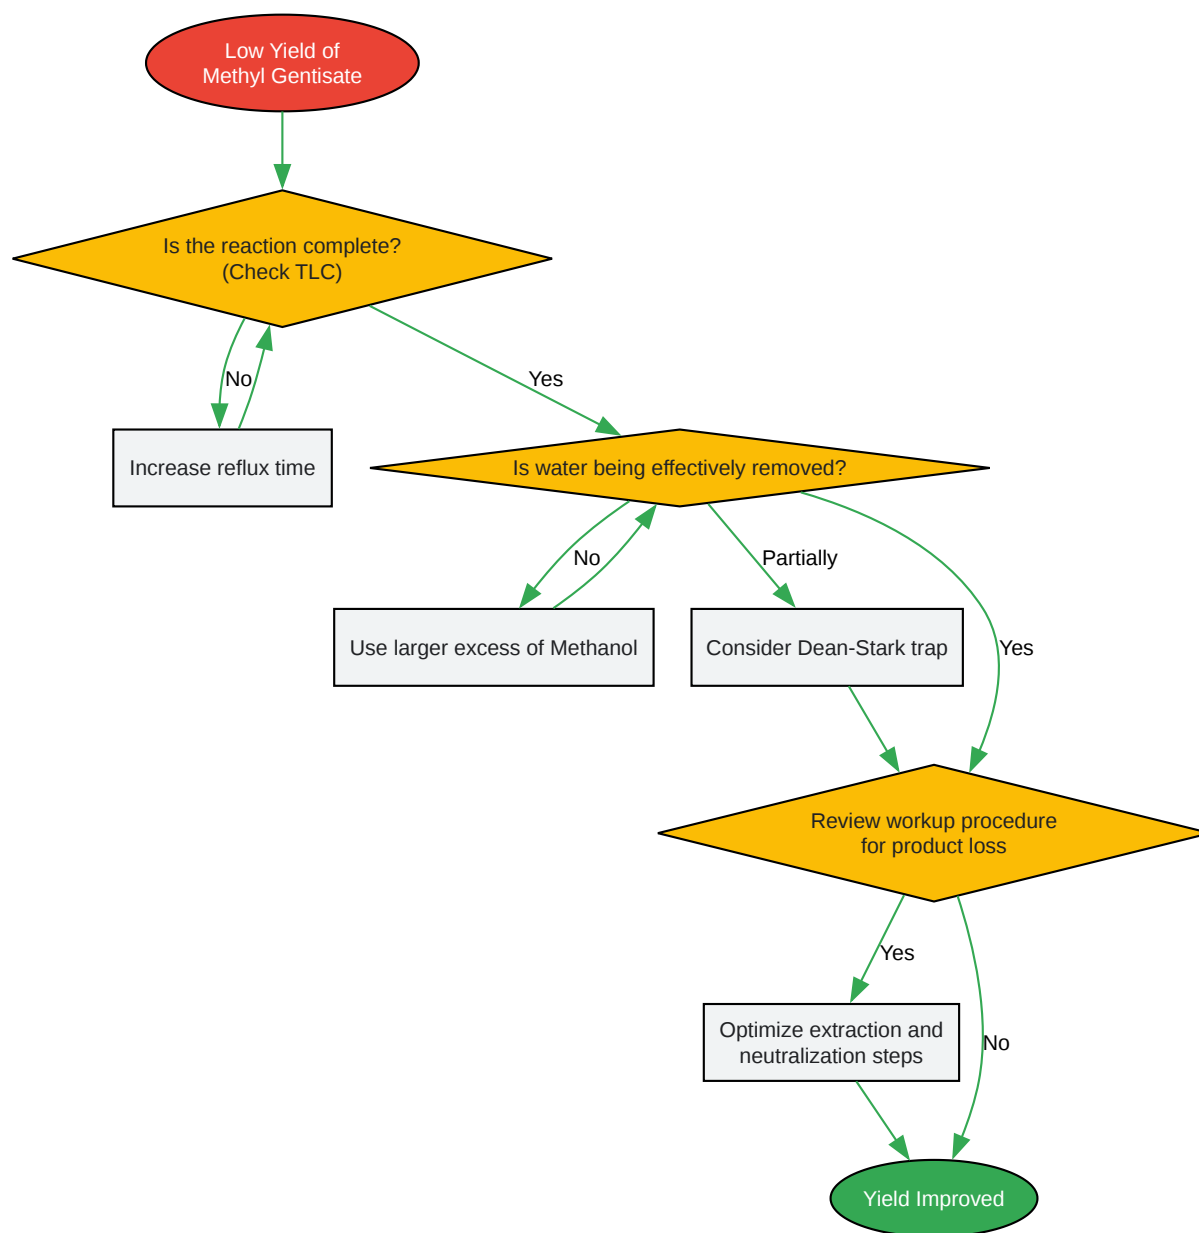 Low Yield of
Methyl Gentisate
Is the reaction complete?
(Check TLC)
No
Yes
Increase reflux time
Is water being effectively removed?
No
Partially
Yes
Use larger excess of Methanol
Consider Dean-Stark trap
Review workup procedure
for product loss
Yes
No
Optimize extraction and
neutralization steps
Yield Improved